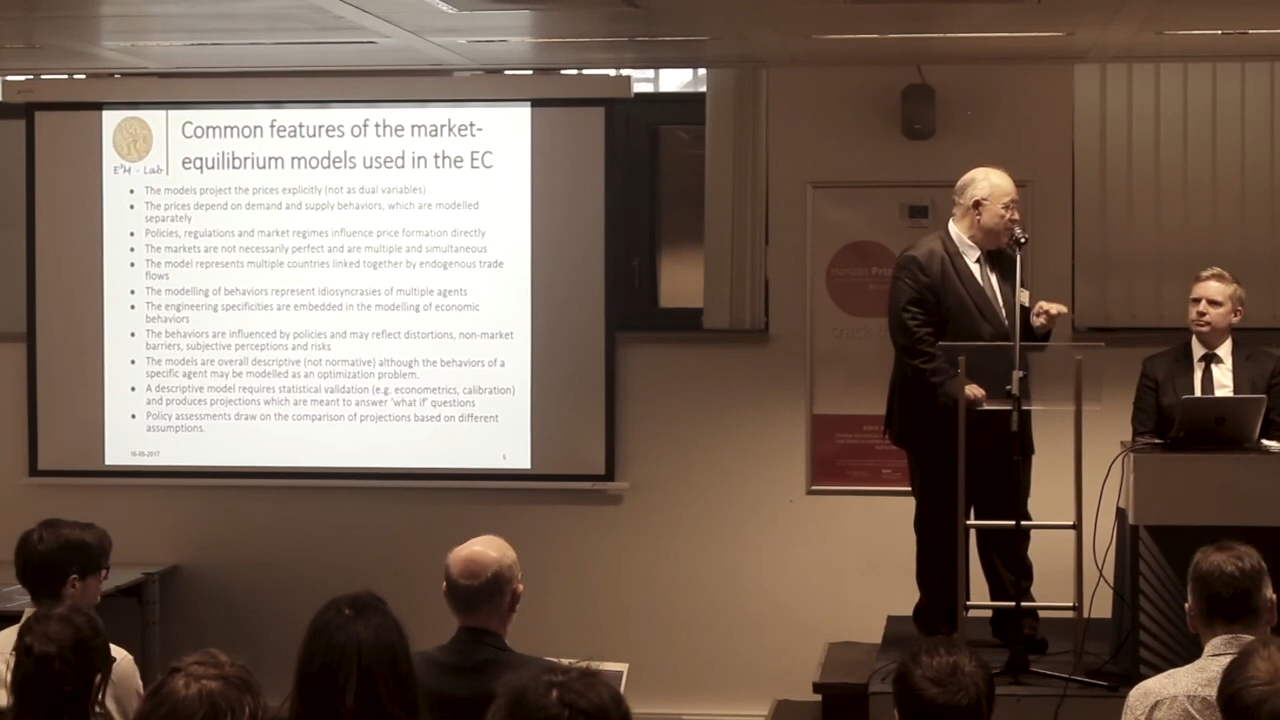 Common features of the market-
equilibrium models used in the EC
E³M - Lab
● The models project the prices explicitly (not as dual variables)
● The prices depend on demand and supply behaviors, which are modelled
separately
● Policies, regulations and market regimes influence price formation directly
● The markets are not necessarily perfect and are multiple and simultaneous
● The model represents multiple countries linked together by endogenous trade
flows
● The modelling of behaviors represent idiosyncrasies of multiple agents
● The engineering specificities are embedded in the modelling of economic
behaviors
● The behaviors are influenced by policies and may reflect distortions, non-market
barriers, subjective perceptions and risks
● The models are overall descriptive (not normative) although the behaviors of a
specific agent may be modelled as an optimization problem.
● A descriptive model requires statistical validation (e.g. econometrics, calibration)
and produces projections which are meant to answer 'what if' questions
● Policy assessments draw on the comparison of projections based on different
assumptions.
16-05-2017
5
Horizon